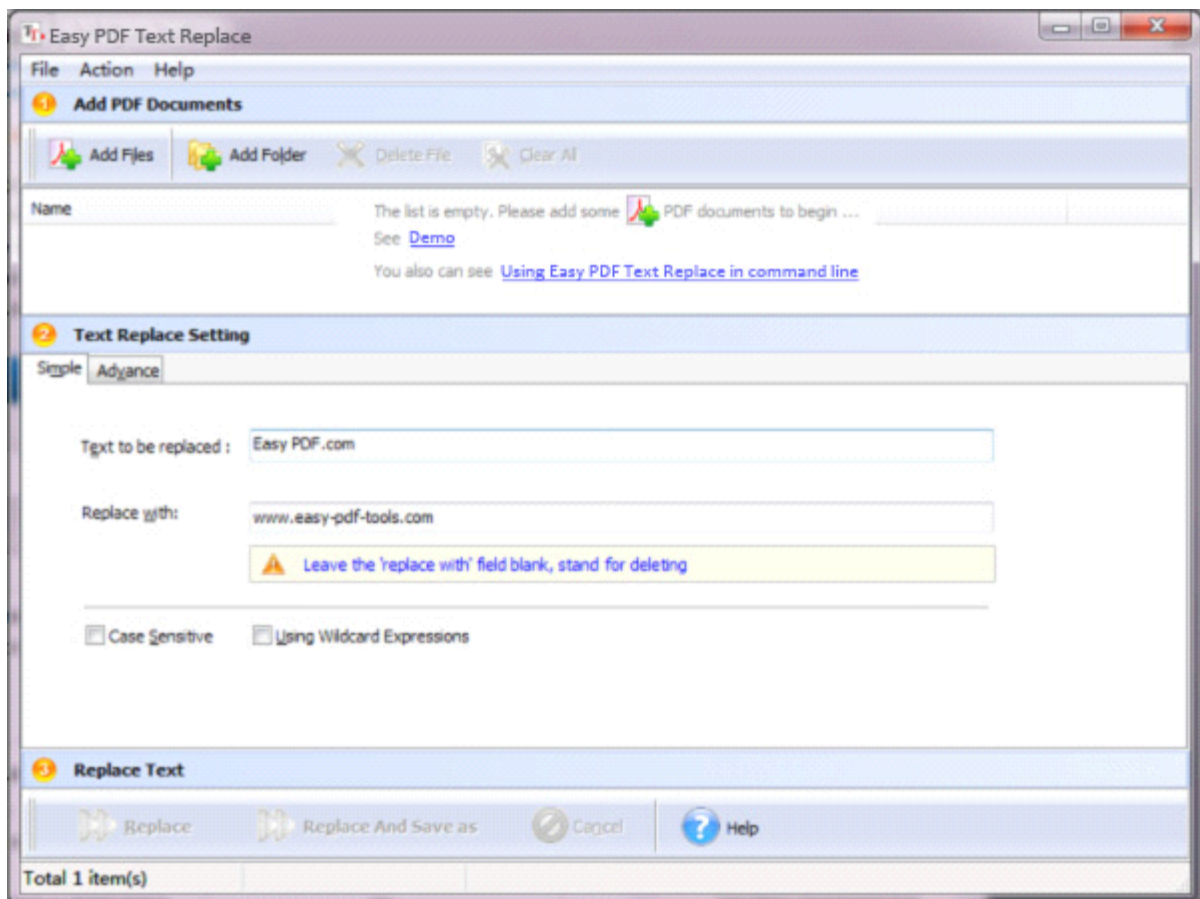 Easy PDF Text Replace
File Action Help
1 Add PDF Documents
Add Files Add Folder Delete File Clear All
Name
The list is empty. Please add some PDF documents to begin ...
See Demo
You also can see Using Easy PDF Text Replace in command line
2 Text Replace Setting
Simple Advance
Text to be replaced : Easy PDF.com
Replace with: www.easy-pdf-tools.com
Leave the 'replace with' field blank, stand for deleting
Case Sensitive Using Wildcard Expressions
3 Replace Text
Replace Replace And Save as Cancel ? Help
Total 1 item(s)